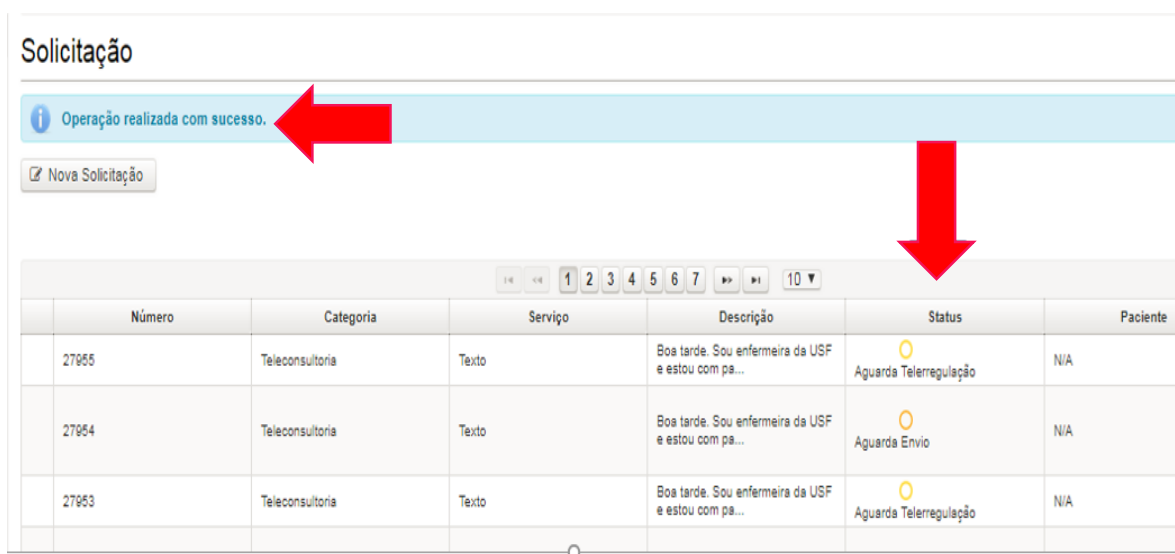 Solicitação
Operação realizada com sucesso.
Nova Solicitação
1 2 3 4 5 6 7 10
Número Categoria Serviço Descrição Status Paciente
27955 Teleconsultoria Texto Boa tarde. Sou enfermeira da USF e estou com pa... Aguarda Telerregulação N/A
27954 Teleconsultoria Texto Boa tarde. Sou enfermeira da USF e estou com pa... Aguarda Envio N/A
27953 Teleconsultoria Texto Boa tarde. Sou enfermeira da USF e estou com pa... Aguarda Telerregulação N/A